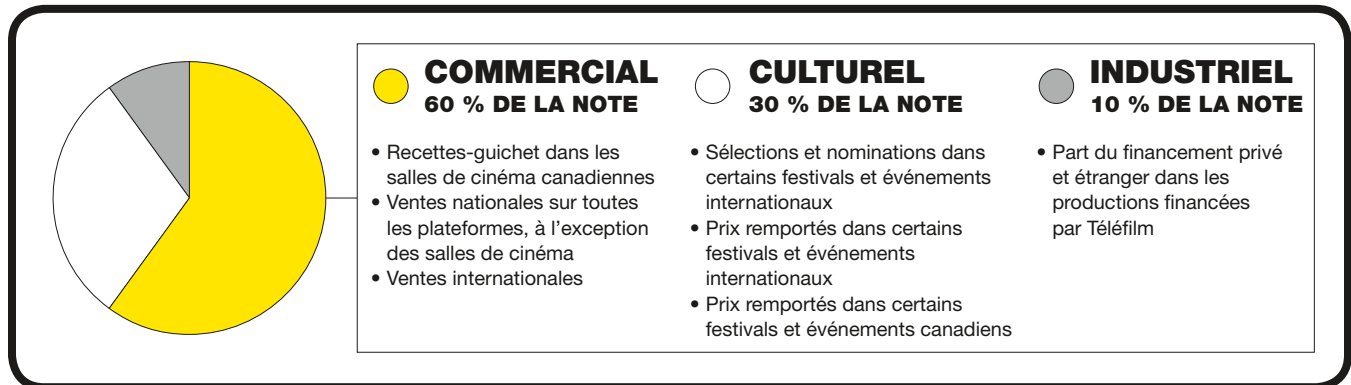 COMMERCIAL
60 % DE LA NOTE
• Recettes-guichet dans les
salles de cinéma canadiennes
• Ventes nationales sur toutes
les plateformes, à l'exception
des salles de cinéma
• Ventes internationales
CULTUREL
30 % DE LA NOTE
• Sélections et nominations dans
certains festivals et événements
internationaux
• Prix remportés dans certains
festivals et événements
internationaux
• Prix remportés dans certains
festivals et événements canadiens
INDUSTRIEL
10 % DE LA NOTE
• Part du financement privé
et étranger dans les
productions financées
par Téléfilm